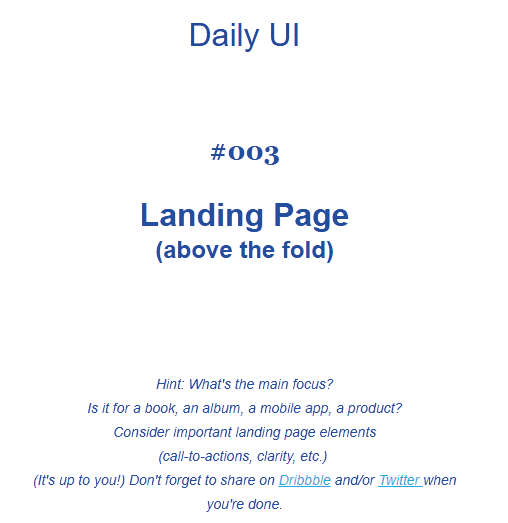 Daily UI
#003
Landing Page
(above the fold)
Hint: What's the main focus?
Is it for a book, an album, a mobile app, a product?
Consider important landing page elements
(call-to-actions, clarity, etc.)
(It's up to you!) Don't forget to share on Dribbble and/or Twitter when
you're done.